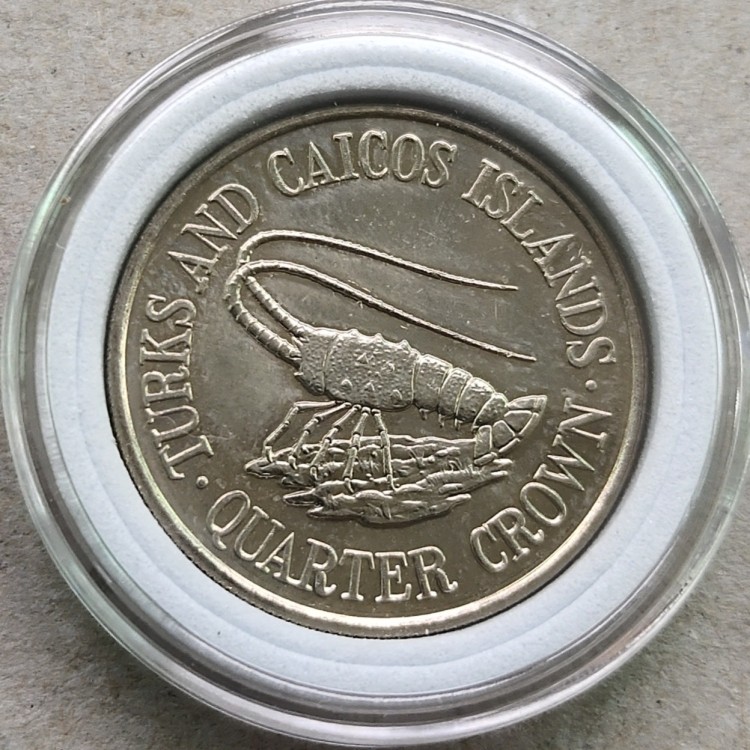 · TURKS AND CAICOS ISLANDS ·
QUARTER CROWN